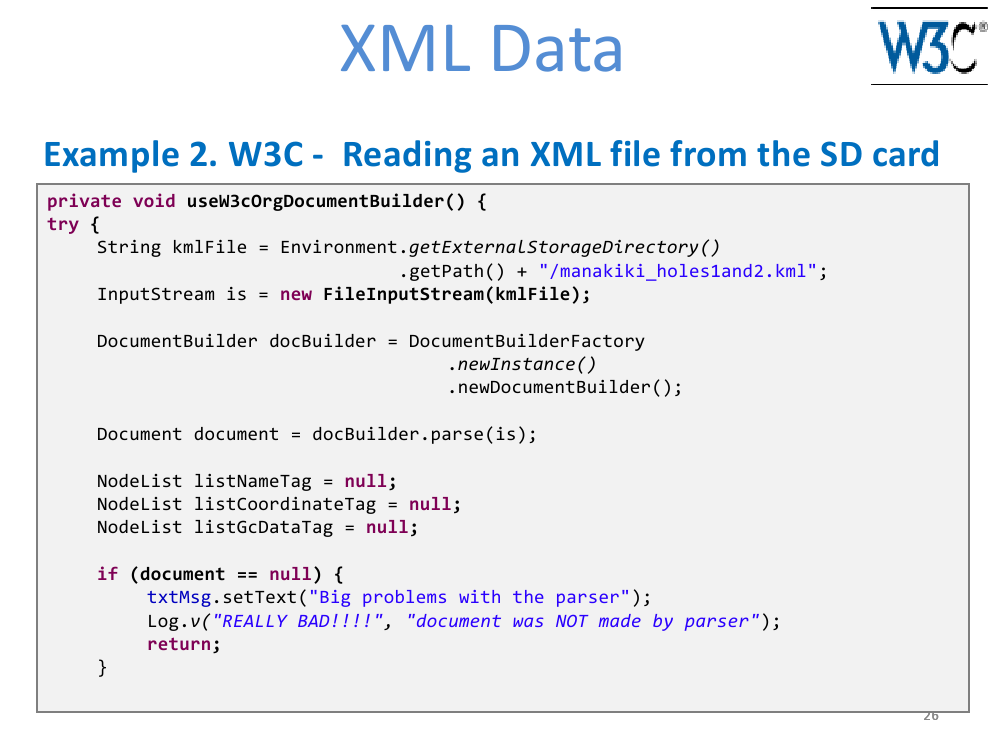 XML Data
W3C®
Example 2. W3C - Reading an XML file from the SD card
private void useW3cOrgDocumentBuilder() {
try {
String kmlFile = Environment.getExternalStorageDirectory()
.getPath() + "/manakiki_holes1and2.kml";
InputStream is = new FileInputStream(kmlFile);
DocumentBuilder docBuilder = DocumentBuilderFactory
.newInstance()
.newDocumentBuilder();
Document document = docBuilder.parse(is);
NodeList listNameTag = null;
NodeList listCoordinateTag = null;
NodeList listGcDataTag = null;
if (document == null) {
txtMsg.setText("Big problems with the parser");
Log.v("REALLY BAD!!!!", "document was NOT made by parser");
return;
}
26